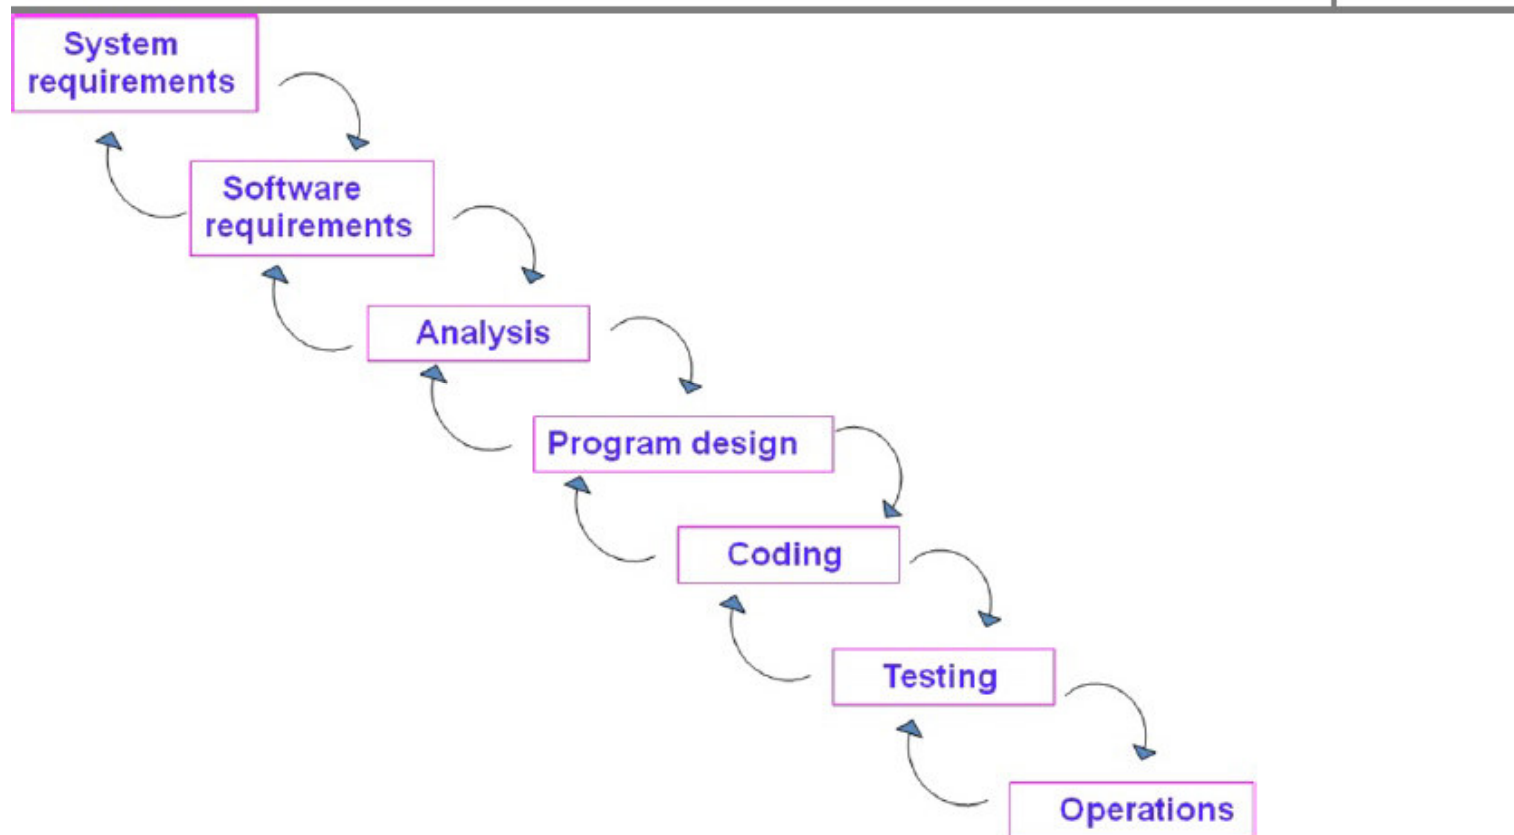 System
requirements
Software
requirements
Analysis
Program design
Coding
Testing
Operations